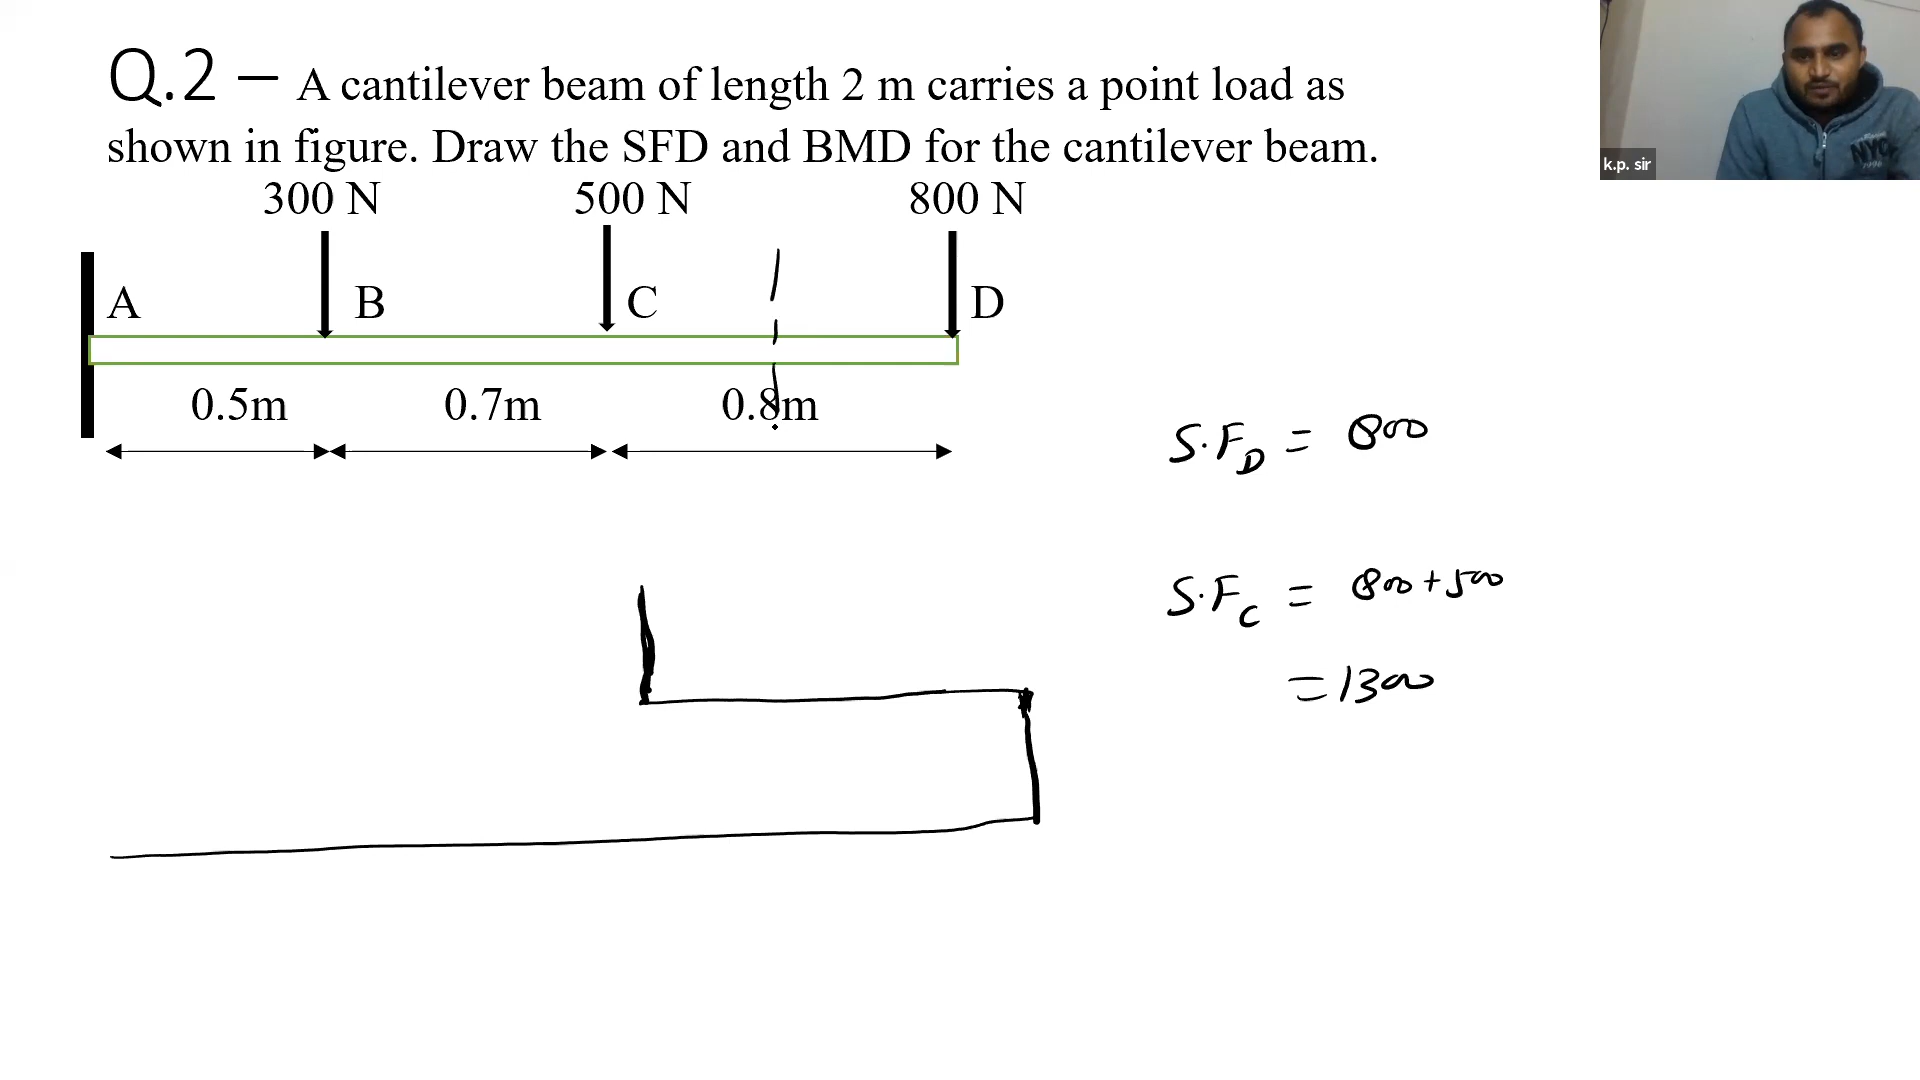 Q.2 – A cantilever beam of length 2 m carries a point load as
shown in figure. Draw the SFD and BMD for the cantilever beam.
k.p. sir
NYC
300 N 500 N 800 N
A B C D
0.5m 0.7m 0.8m
S.F_D = 800
S.F_C = 800 + 500
= 1300